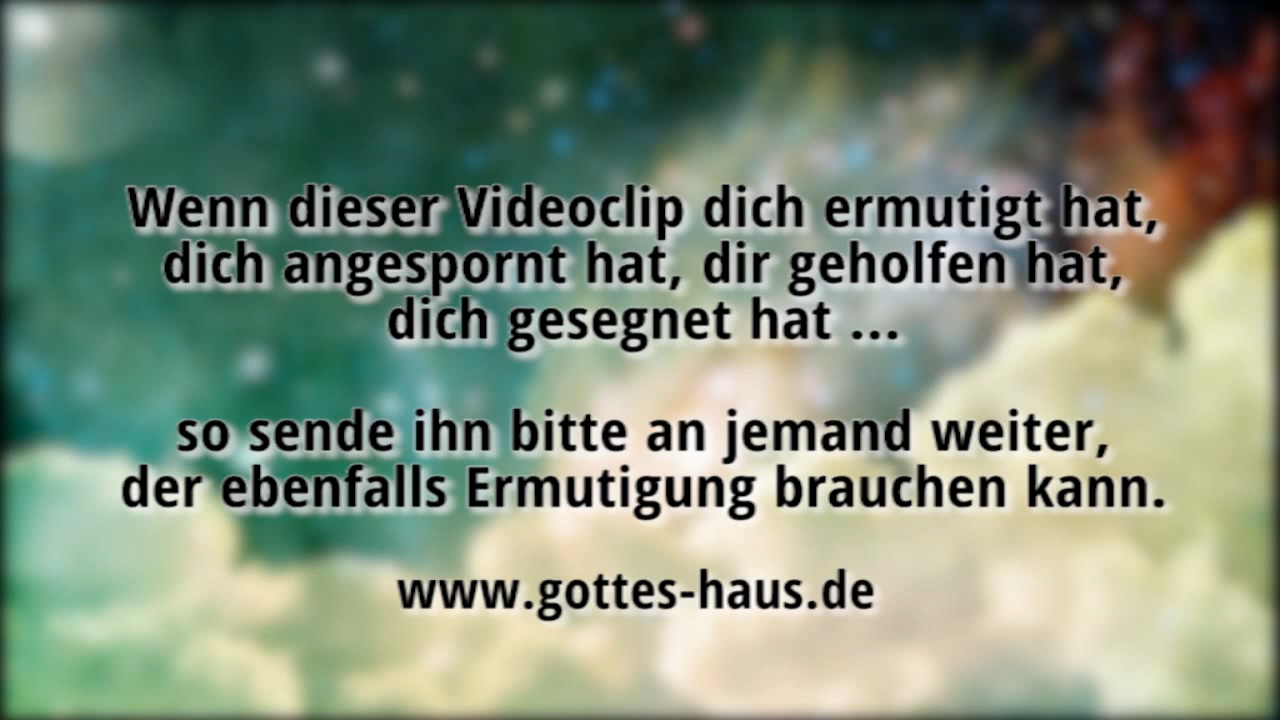 Wenn dieser Videoclip dich ermutigt hat,
dich angespornt hat, dir geholfen hat,
dich gesegnet hat ...
so sende ihn bitte an jemand weiter,
der ebenfalls Ermutigung brauchen kann.
www.gottes-haus.de